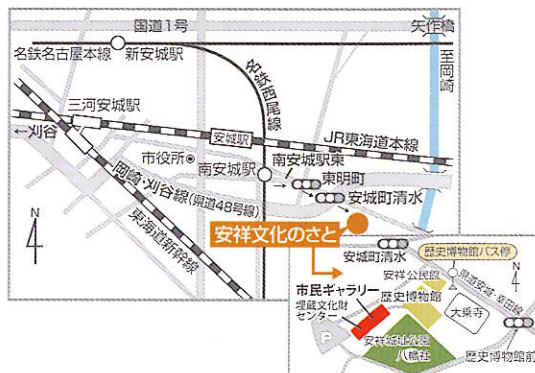 国道1号
矢作橋
名鉄名古屋本線
新安城駅
至岡崎
名鉄西尾線
三河安城駅
←刈谷
安城駅
JR東海道本線
市役所
南安城駅
南安城駅東
東明町
安城町清水
岡崎・刈谷線(県道48号線)
東海道新幹線
N
安祥文化のさと
安城町清水
歴史博物館バス停
N
安祥公民館
県道安城・幸田線
市民ギャラリー
歴史博物館
埋蔵文化財
センター
大乗寺
P
安祥城址公園
八幡社
歴史博物館前